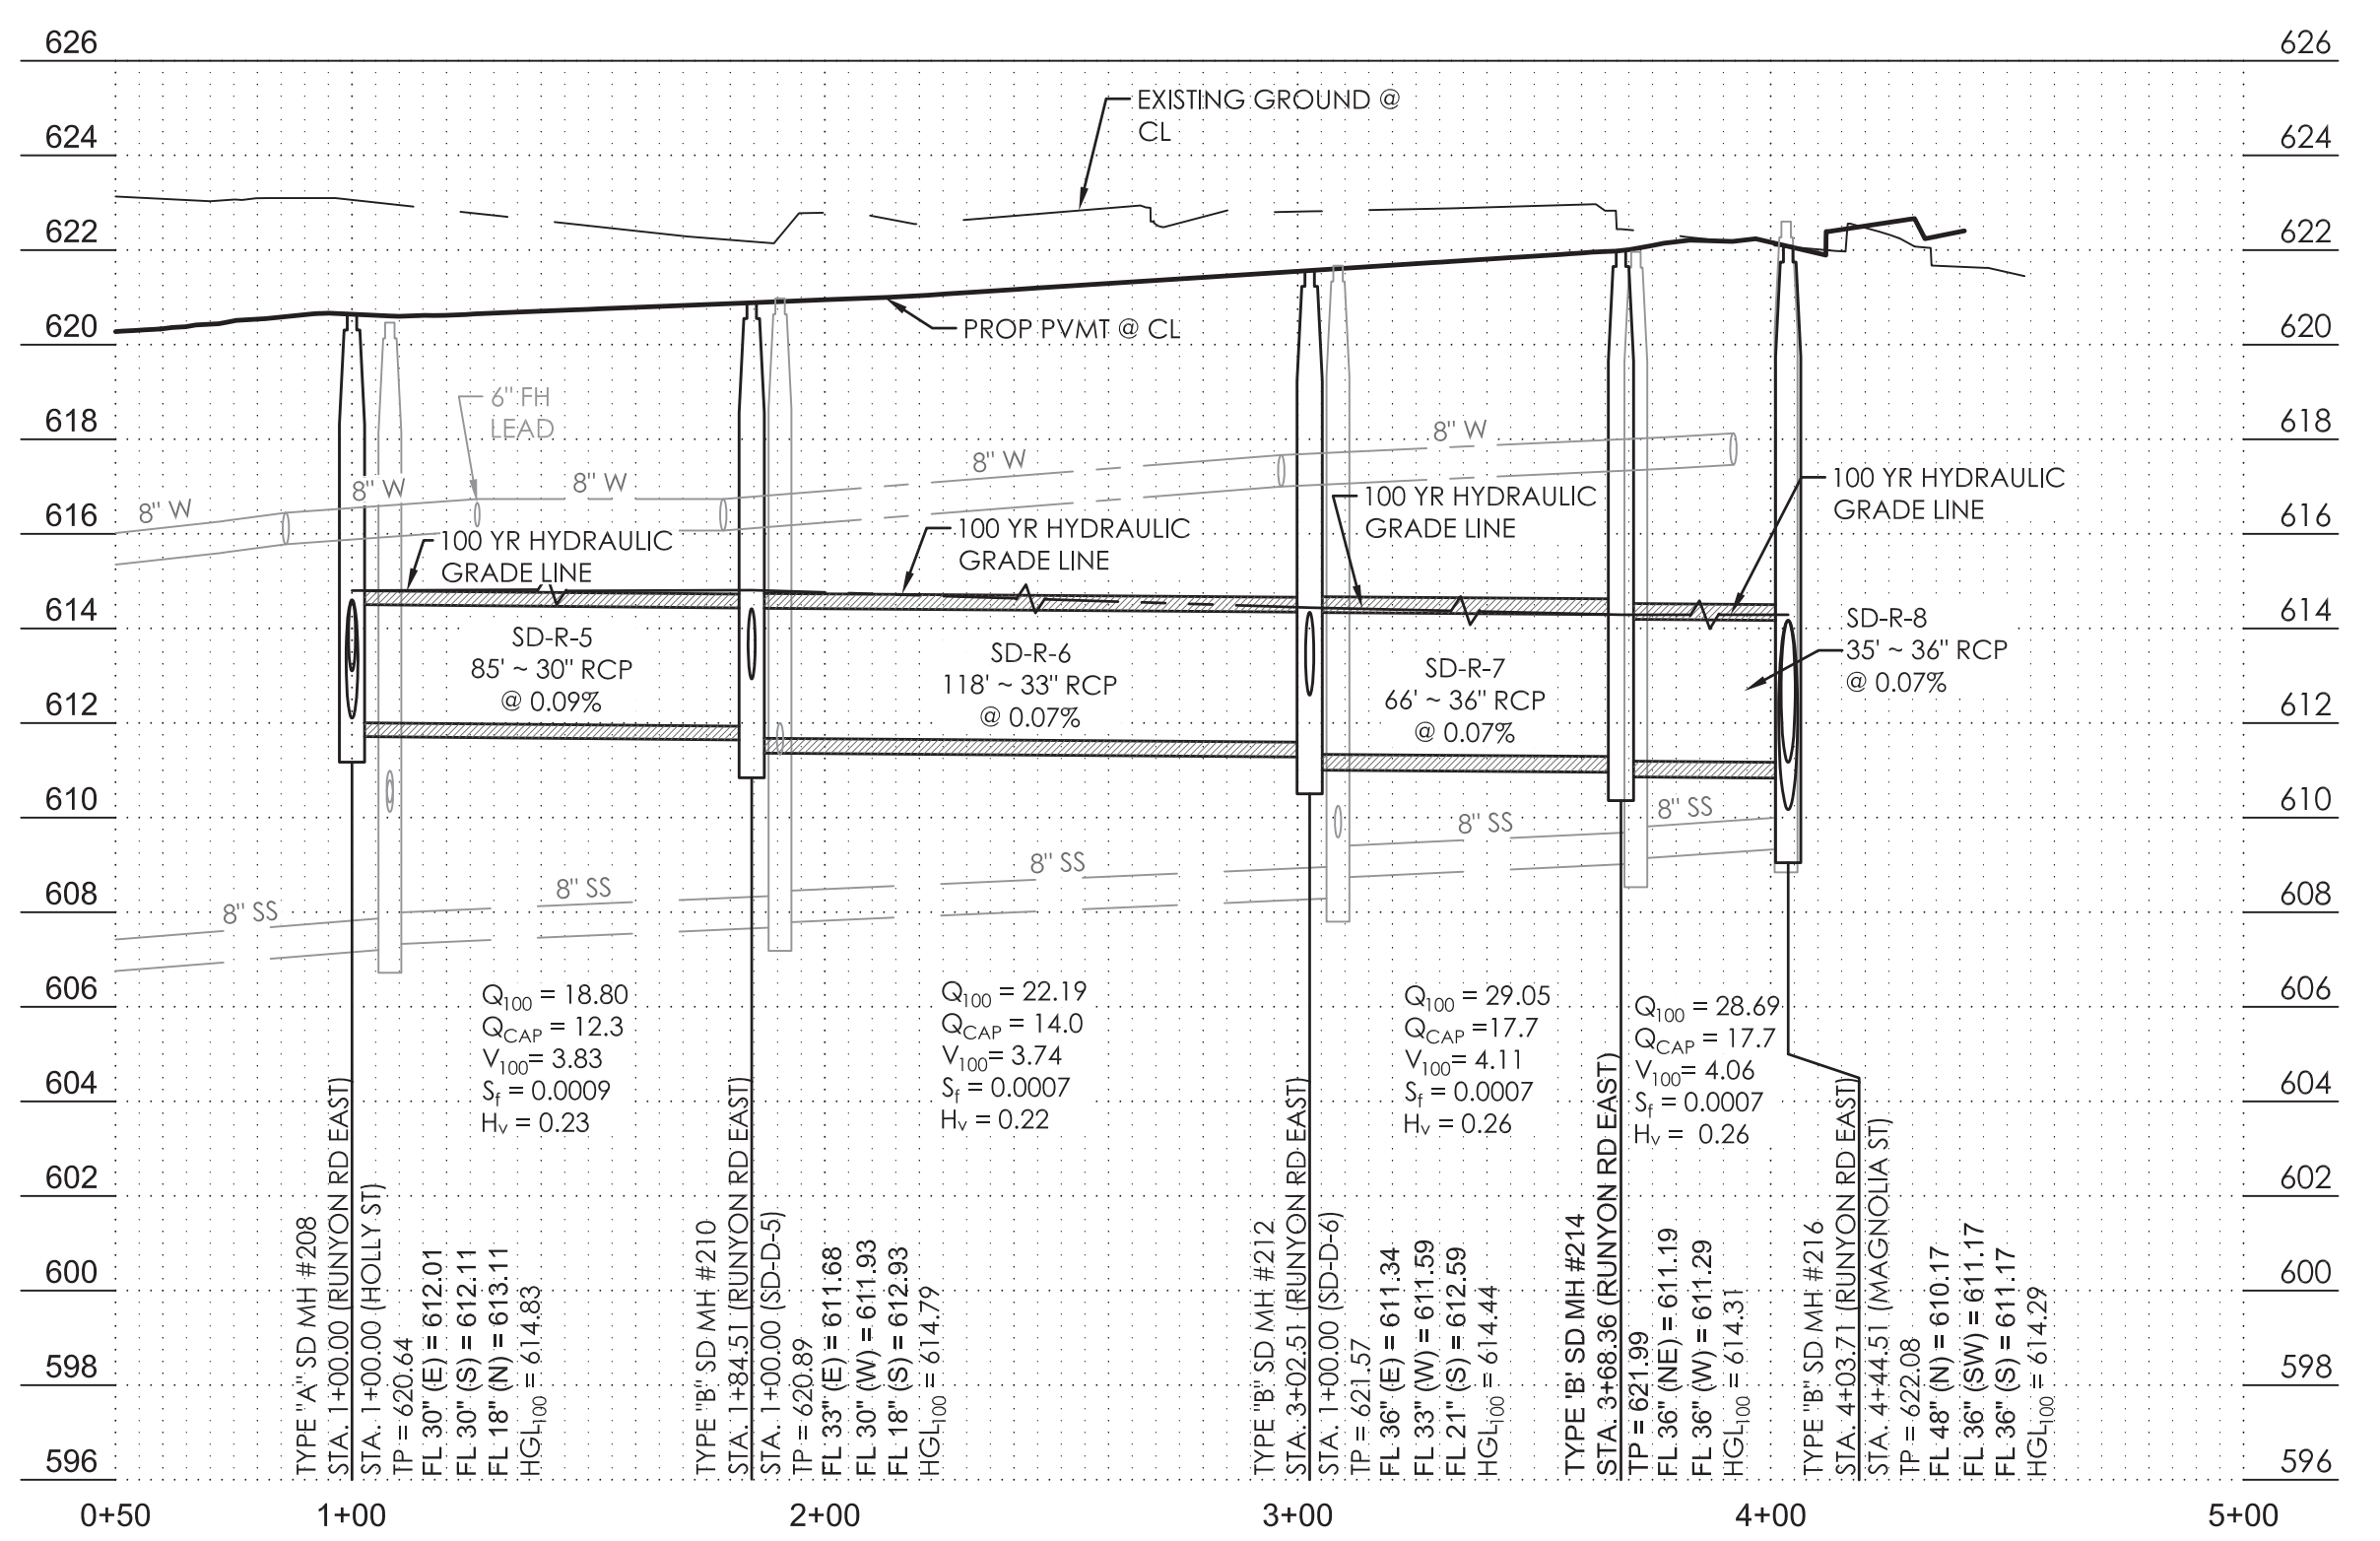 626
626
EXISTING GROUND @
CL
624
624
622
622
620
620
PROP PVMT @ CL
6" FH
LEAD
618
618
8" W
8" W
8" W
8" W
8" W
616
616
100 YR HYDRAULIC
GRADE LINE
100 YR HYDRAULIC
GRADE LINE
100 YR HYDRAULIC
GRADE LINE
100 YR HYDRAULIC
GRADE LINE
614
614
SD-R-5
85' ~ 30" RCP
@ 0.09%
SD-R-6
118' ~ 33" RCP
@ 0.07%
SD-R-7
66' ~ 36" RCP
@ 0.07%
SD-R-8
35' ~ 36" RCP
@ 0.07%
612
612
610
610
8" SS
8" SS
8" SS
8" SS
8" SS
608
608
606
606
Q100 = 18.80
QCAP = 12.3
V100= 3.83
Sf = 0.0009
Hv = 0.23
Q100 = 22.19
QCAP = 14.0
V100= 3.74
Sf = 0.0007
Hv = 0.22
Q100 = 29.05
QCAP =17.7
V100= 4.11
Sf = 0.0007
Hv = 0.26
Q100 = 28.69
QCAP = 17.7
V100= 4.06
Sf = 0.0007
Hv = 0.26
604
604
602
602
600
600
598
598
596
596
TYPE "A" SD MH #208
STA. 1+00.00 (RUNYON RD EAST)
STA. 1+00.00 (HOLLY ST)
TP = 620.64
FL 30" (E) = 612.01
FL 30" (S) = 612.11
FL 18" (N) = 613.11
HGL100 = 614.83
TYPE "B" SD MH #210
STA. 1+84.51 (RUNYON RD EAST)
STA. 1+00.00 (SD-D-5)
TP = 620.89
FL 33" (E) = 611.68
FL 30" (W) = 611.93
FL 18" (S) = 612.93
HGL100 = 614.79
TYPE "B" SD MH #212
STA. 3+02.51 (RUNYON RD EAST)
STA. 1+00.00 (SD-D-6)
TP = 621.57
FL 36" (E) = 611.34
FL 33" (W) = 611.59
FL 21" (S) = 612.59
HGL100 = 614.44
TYPE 'B' SD MH #214
STA. 3+68.36 (RUNYON RD EAST)
TP = 621.99
FL 36" (NE) = 611.19
FL 36" (W) = 611.29
HGL100 = 614.31
TYPE "B" SD MH #216
STA. 4+03.71 (RUNYON RD EAST)
STA. 4+44.51 (MAGNOLIA ST)
TP = 622.08
FL 48" (N) = 610.17
FL 36" (SW) = 611.17
FL 36" (S) = 611.17
HGL100 = 614.29
0+50
1+00
2+00
3+00
4+00
5+00